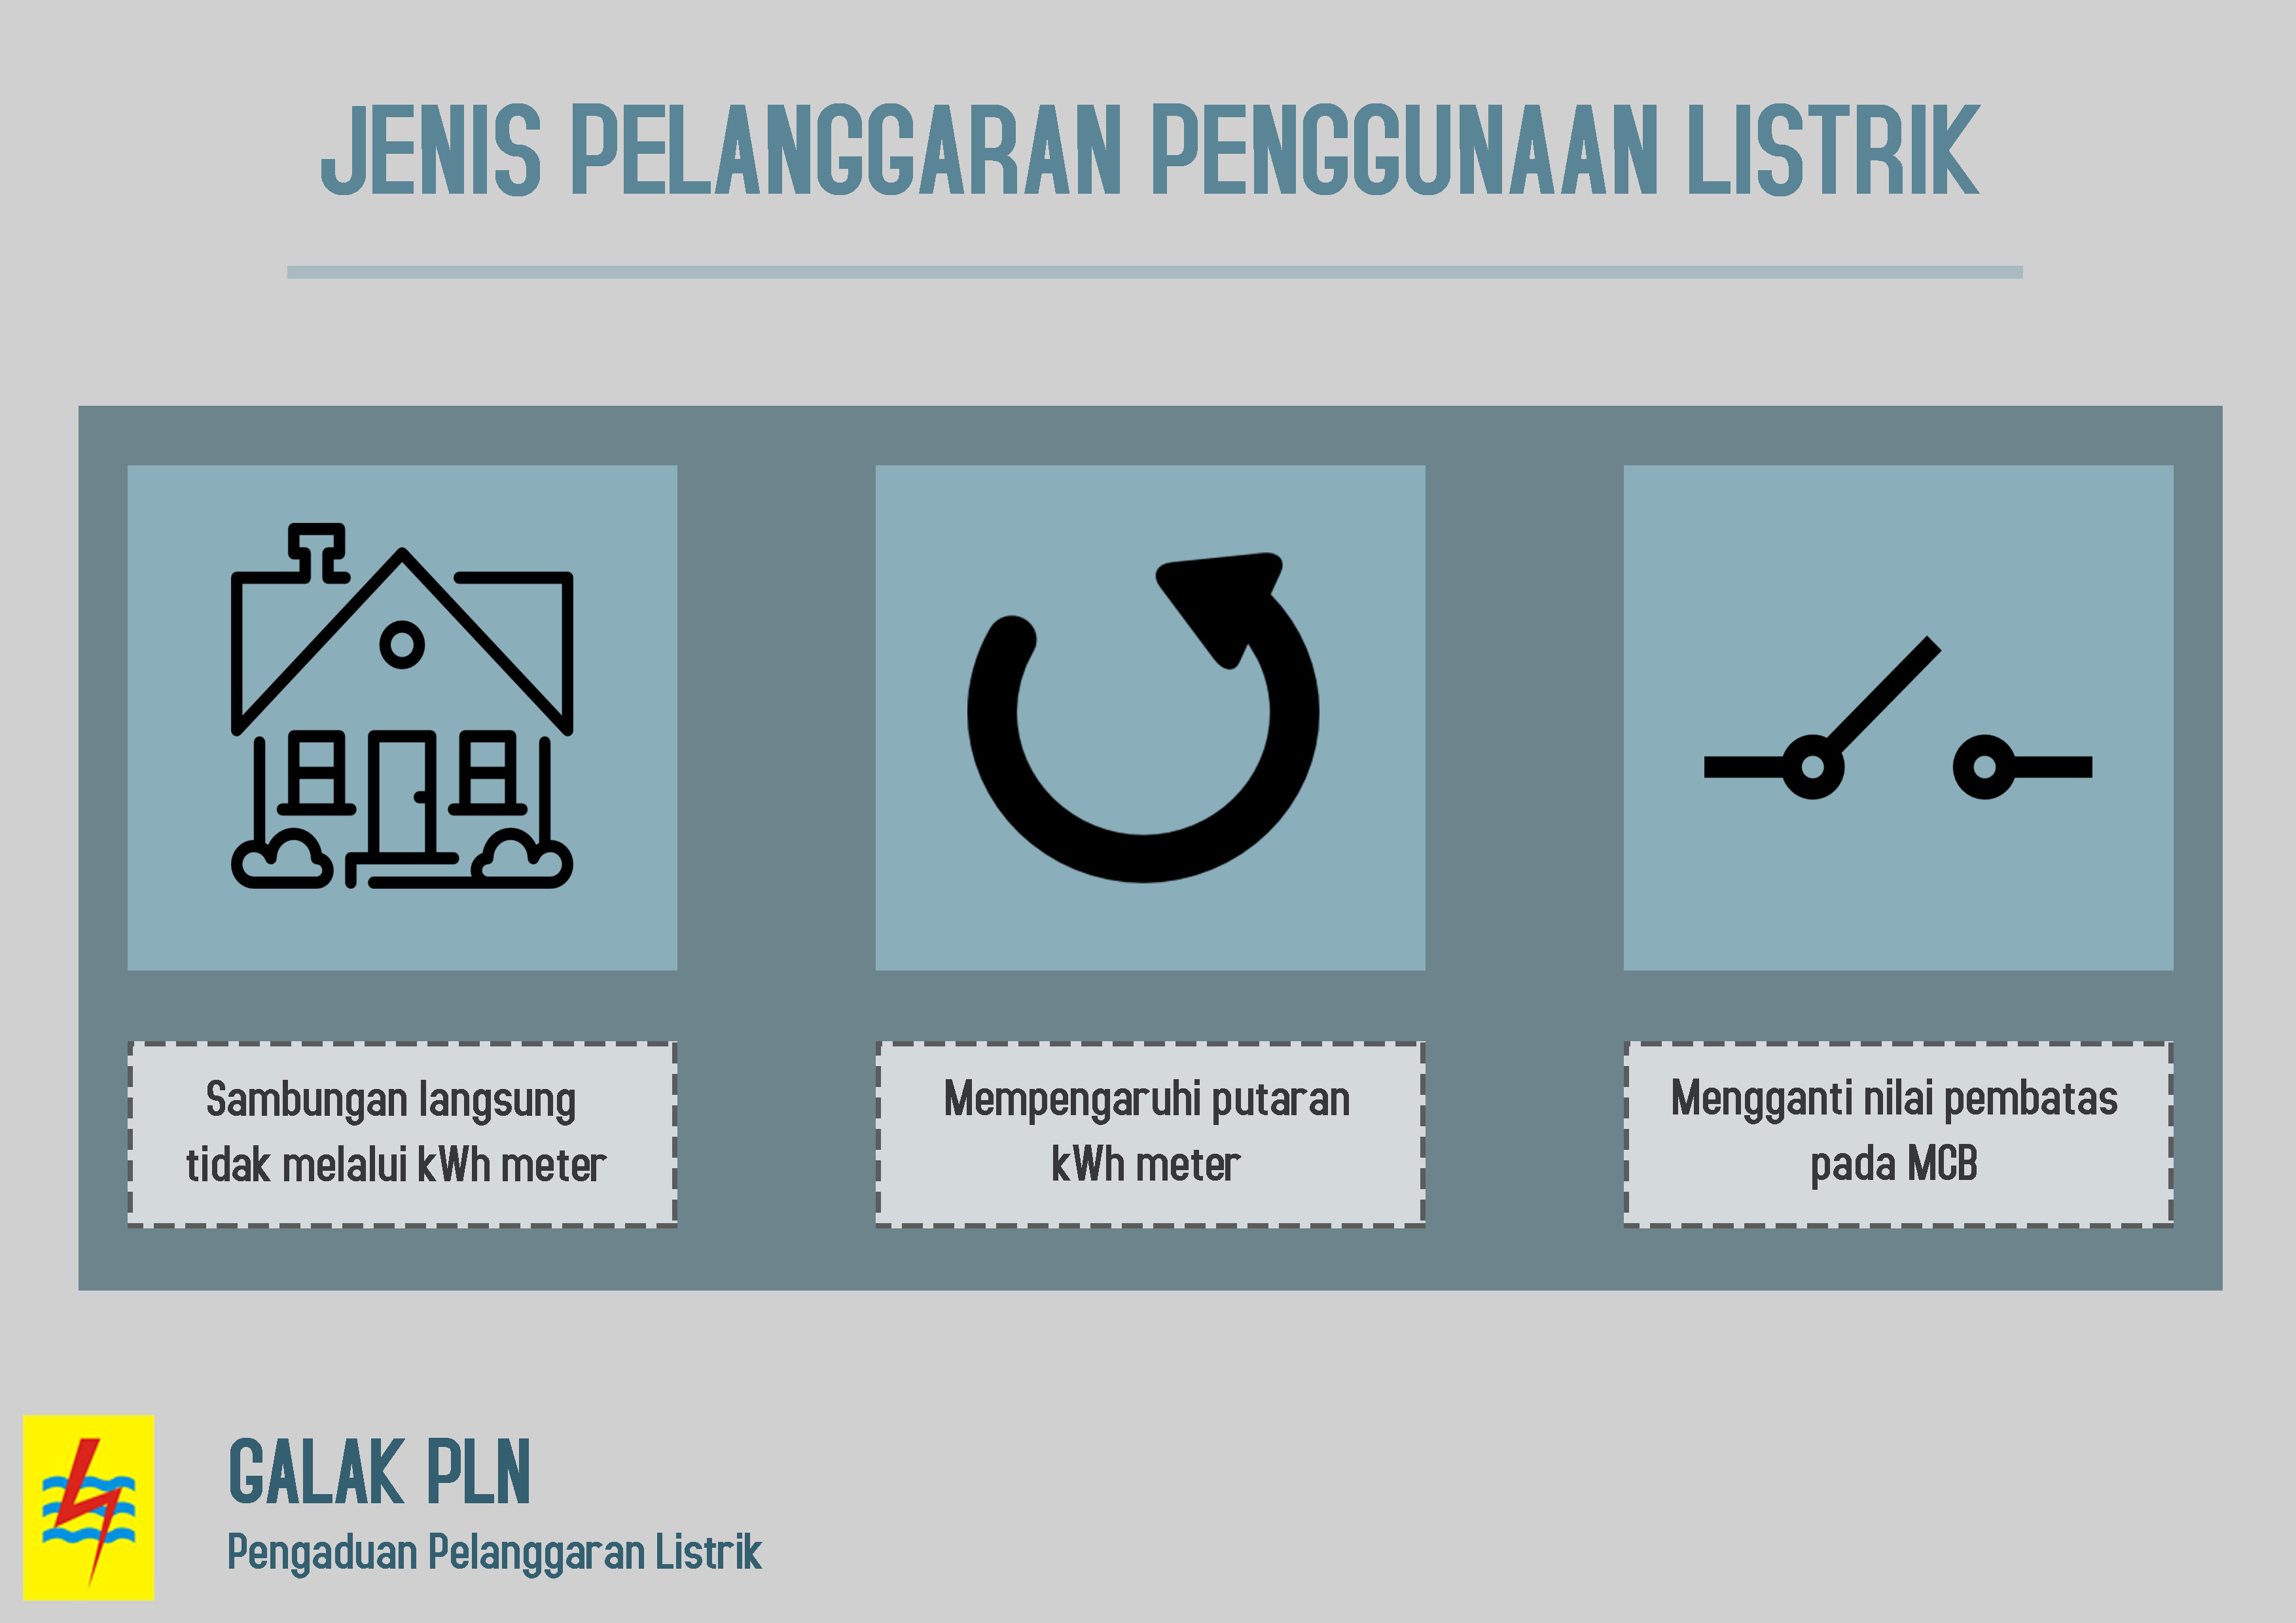 JENIS PELANGGARAN PENGGUNAAN LISTRIK
Sambungan langsung
tidak melalui kWh meter
Mempengaruhi putaran
kWh meter
Mengganti nilai pembatas
pada MCB
GALAK PLN
Pengaduan Pelanggaran Listrik